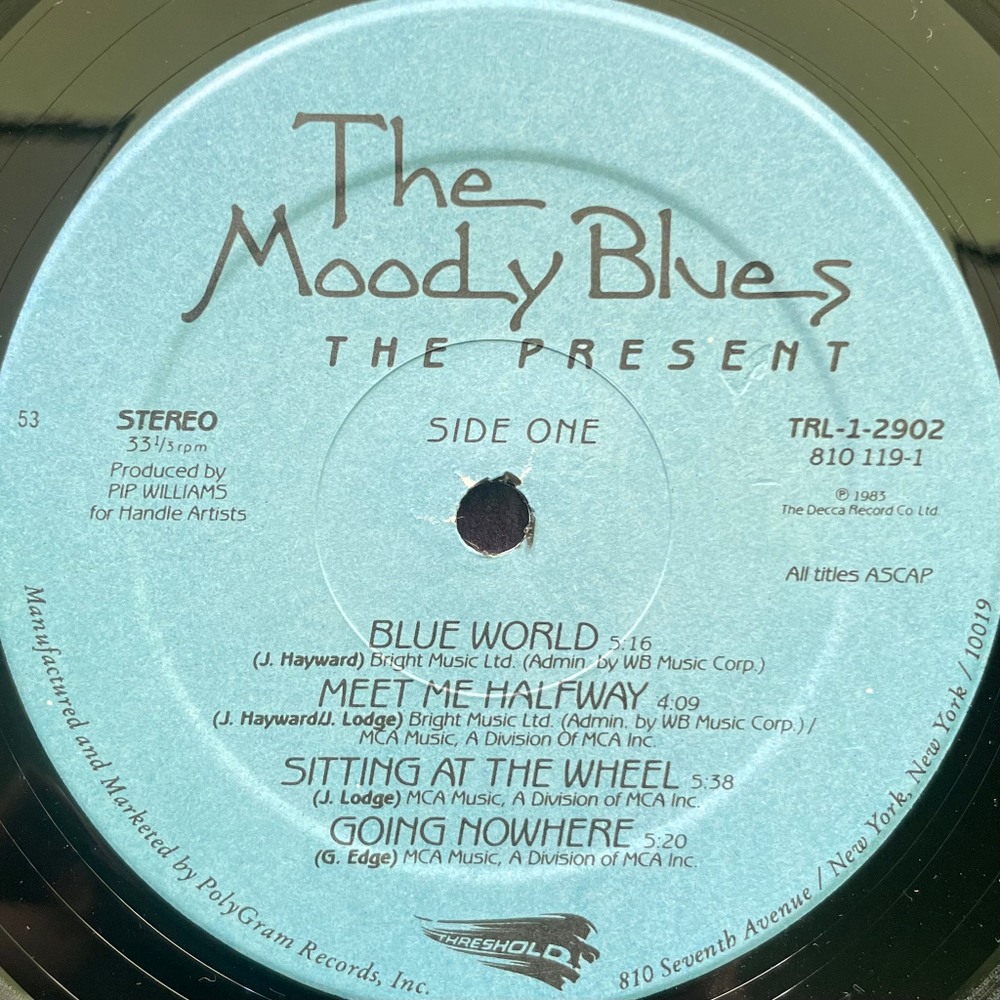 The
Moody Blues
THE PRESENT
53
STEREO
33 1/3 rpm
Produced by
PIP WILLIAMS
for Handle Artists
SIDE ONE
TRL-1-2902
810 119-1
℗ 1983
The Decca Record Co Ltd.
All titles ASCAP
BLUE WORLD 5:16
(J. Hayward) Bright Music Ltd. (Admin. by WB Music Corp.)
MEET ME HALFWAY 4:09
(J. Hayward/J. Lodge) Bright Music Ltd. (Admin. by WB Music Corp.) /
MCA Music, A Division Of MCA Inc.
SITTING AT THE WHEEL 5:38
(J. Lodge) MCA Music, A Division of MCA Inc.
GOING NOWHERE 5:20
(G. Edge) MCA Music, A Division of MCA Inc.
THRESHOLD
Manufactured and Marketed by PolyGram Records, Inc.
810 Seventh Avenue / New York, New York / 10019